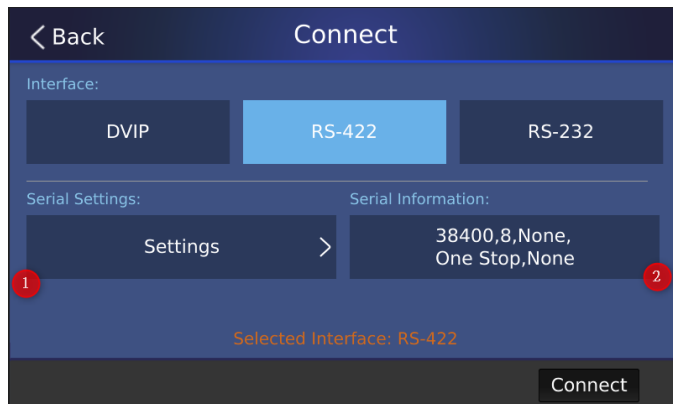 Back
Connect
Interface:
DVIP
RS-422
RS-232
Serial Settings:
Serial Information:
Settings
38400,8,None,
One Stop,None
1
2
Selected Interface: RS-422
Connect